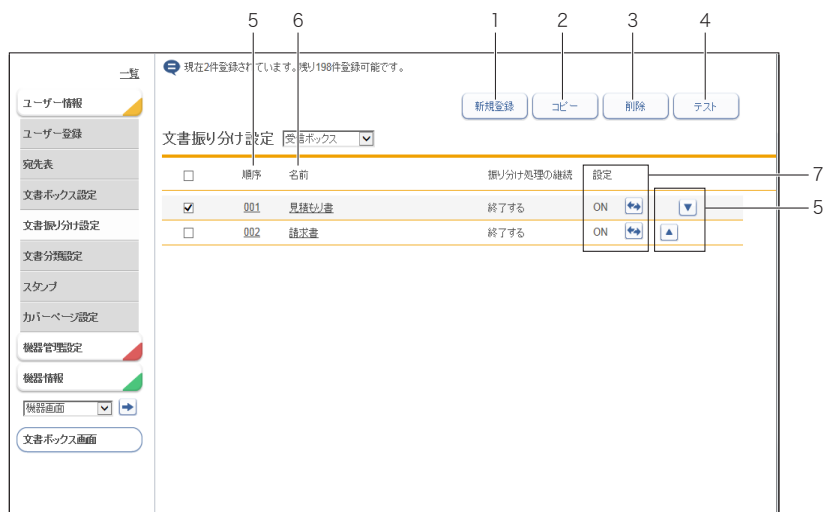 5 6 1 2 3 4
一覧
現在2件登録されています。残り198件登録可能です。
ユーザー情報
新規登録 コピー 削除 テスト
ユーザー登録
文書振り分け設定 受信ボックス
宛先表
順序 名前 振り分け処理の継続 設定 7
文書ボックス設定
001 見積もり書 終了する ON 5
文書振り分け設定
002 請求書 終了する ON
文書分類設定
スタンプ
カバーページ設定
機器管理設定
機器情報
機器画面
文書ボックス画面